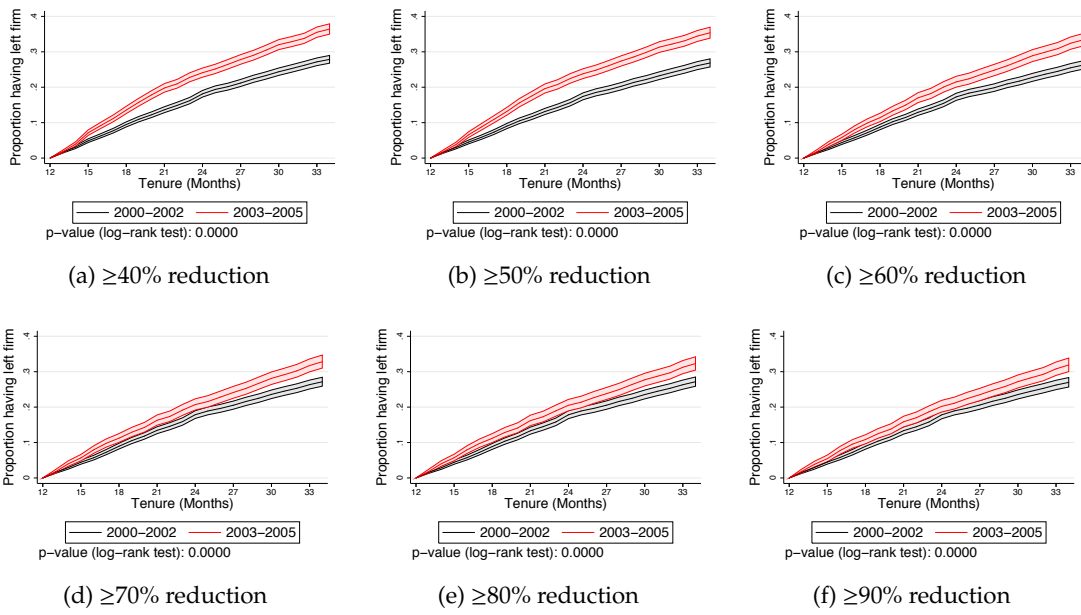 Proportion having left firm
0 .1 .2 .3 .4
12 15 18 21 24 27 30 33
Tenure (Months)
2000−2002 2003−2005
p−value (log−rank test): 0.0000
(a) ≥40% reduction
Proportion having left firm
0 .1 .2 .3 .4
12 15 18 21 24 27 30 33
Tenure (Months)
2000−2002 2003−2005
p−value (log−rank test): 0.0000
(b) ≥50% reduction
Proportion having left firm
0 .1 .2 .3 .4
12 15 18 21 24 27 30 33
Tenure (Months)
2000−2002 2003−2005
p−value (log−rank test): 0.0000
(c) ≥60% reduction
Proportion having left firm
0 .1 .2 .3 .4
12 15 18 21 24 27 30 33
Tenure (Months)
2000−2002 2003−2005
p−value (log−rank test): 0.0000
(d) ≥70% reduction
Proportion having left firm
0 .1 .2 .3 .4
12 15 18 21 24 27 30 33
Tenure (Months)
2000−2002 2003−2005
p−value (log−rank test): 0.0000
(e) ≥80% reduction
Proportion having left firm
0 .1 .2 .3 .4
12 15 18 21 24 27 30 33
Tenure (Months)
2000−2002 2003−2005
p−value (log−rank test): 0.0000
(f) ≥90% reduction